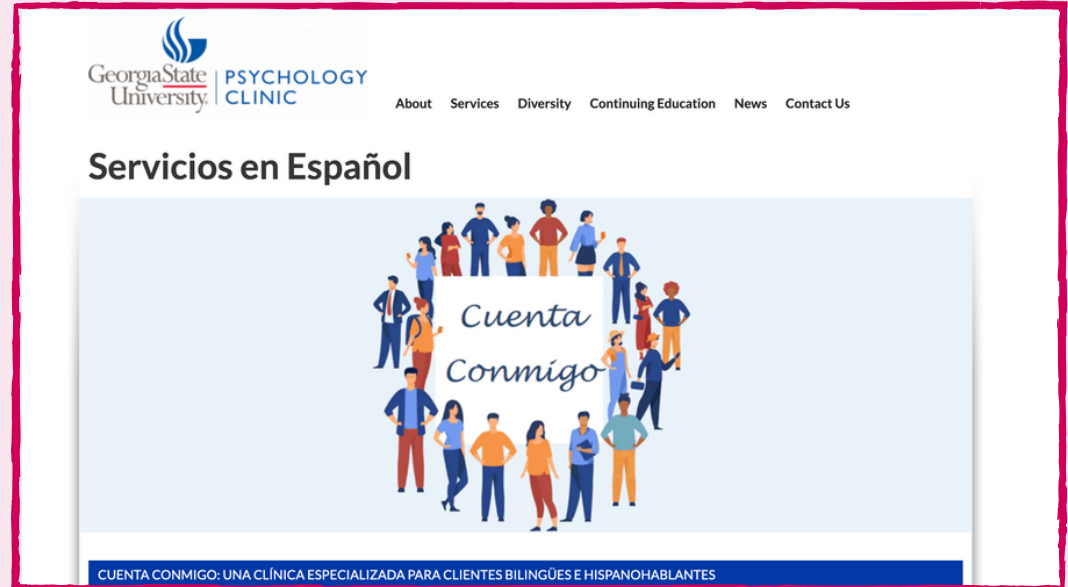 GeorgiaState University. PSYCHOLOGY CLINIC
About Services Diversity Continuing Education News Contact Us
Servicios en Español
Cuenta
Conmigo
CUENTA CONMIGO: UNA CLÍNICA ESPECIALIZADA PARA CLIENTES BILINGÜES E HISPANOHABLANTES